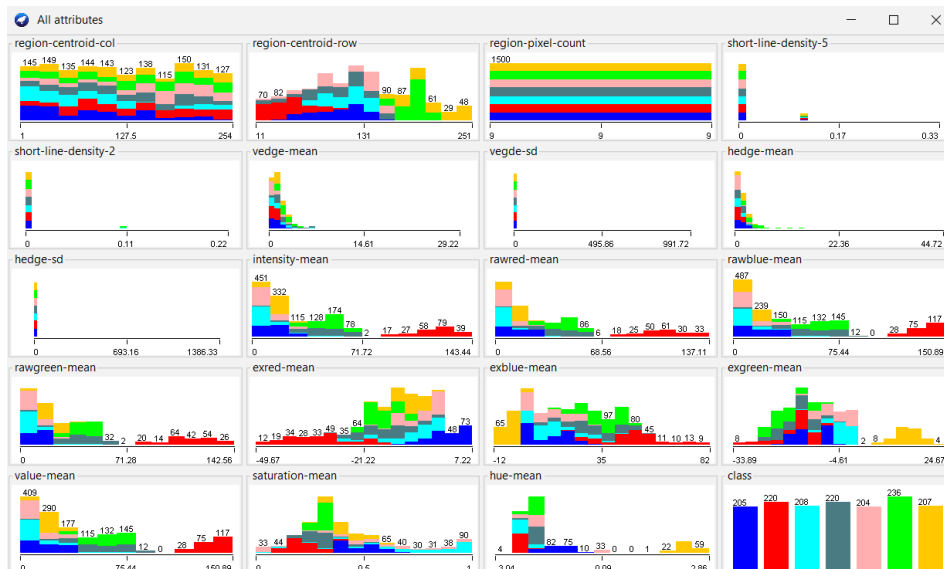 All attributes
region-centroid-col region-centroid-row region-pixel-count short-line-density-5
145 149 135 144 143 123 138 115 150 131 127
70 82 90 87 61 29 48
1500
1 127.5 254
11 131 251
9 9 9
0 0.17 0.33
short-line-density-2 vedge-mean vegde-sd hedge-mean
0 0.11 0.22
0 14.61 29.22
0 495.86 991.72
0 22.36 44.72
hedge-sd intensity-mean rawred-mean rawblue-mean
451 332 115 128 174 78 2 17 27 58 79 39
86 6 18 25 50 61 30 33
487 239 150 115 132 145 12 0 28 75 117
0 693.16 1386.33
0 71.72 143.44
0 68.56 137.11
0 75.44 150.89
rawgreen-mean exred-mean exblue-mean exgreen-mean
32 2 20 14 64 42 54 26
12 19 34 28 33 49 35 64 48 73
65 97 80 45 11 10 13 9
8 2 8 4
0 71.28 142.56
-49.67 -21.22 7.22
-12 35 82
-33.89 -4.61 24.67
value-mean saturation-mean hue-mean class
409 290 177 115 132 145 12 0 28 75 117
33 44 65 40 30 31 38 90
4 82 75 10 33 0 0 1 22 59
205 220 208 220 204 236 207
0 75.44 150.89
0 0.5 1
-3.04 -0.09 2.86